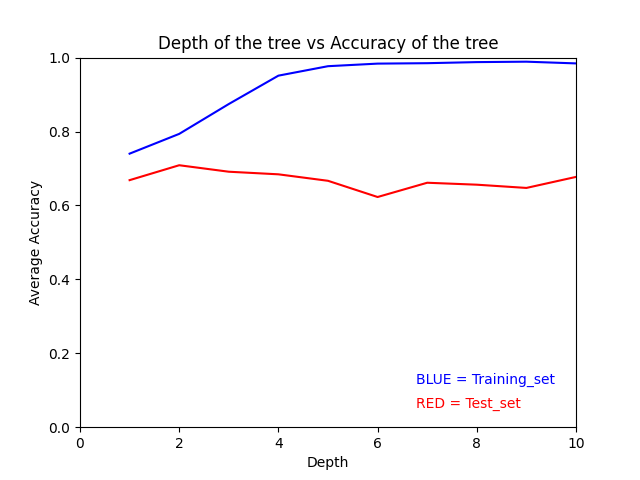 Depth of the tree vs Accuracy of the tree
1.0
0.8
0.6
0.4
0.2
0.0
Average Accuracy
BLUE = Training_set
RED = Test_set
0 2 4 6 8 10
Depth